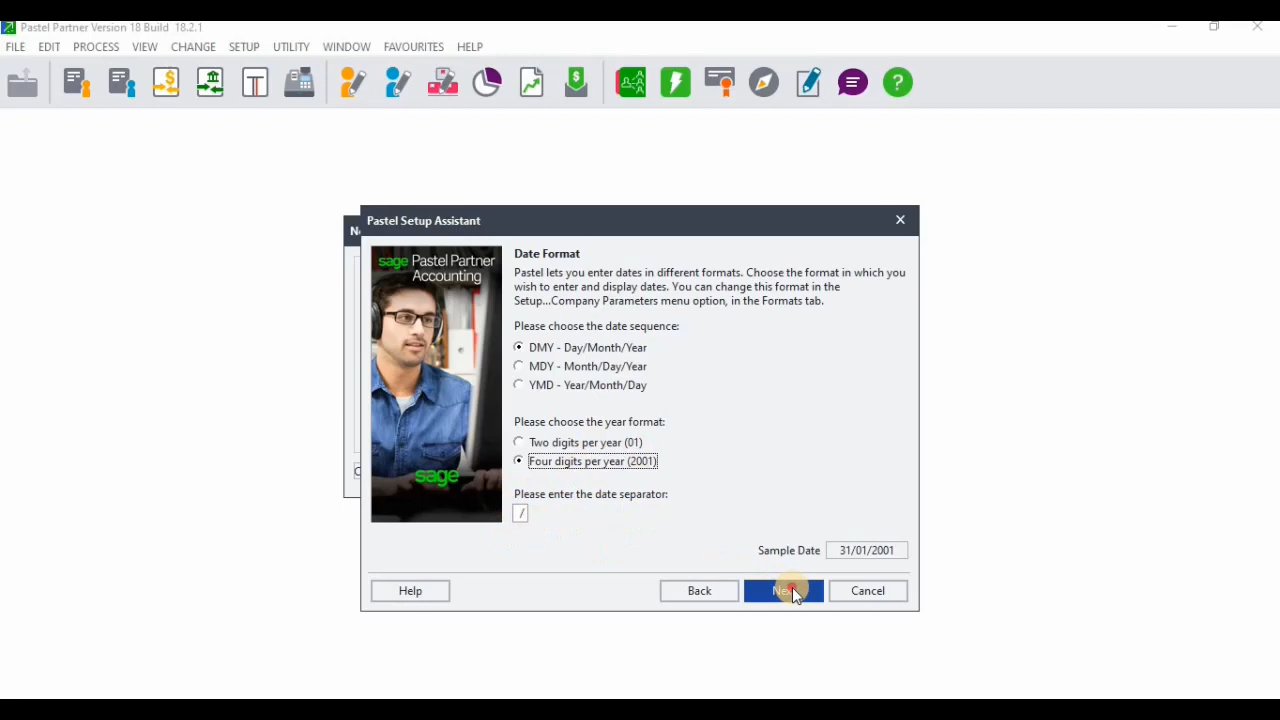 Pastel Partner Version 18 Build 18.2.1
FILE EDIT PROCESS VIEW CHANGE SETUP UTILITY WINDOW FAVOURITES HELP
Pastel Setup Assistant
sage Pastel Partner
Accounting
sage
Date Format
Pastel lets you enter dates in different formats. Choose the format in which you
wish to enter and display dates. You can change this format in the
Setup...Company Parameters menu option, in the Formats tab.
Please choose the date sequence:
DMY - Day/Month/Year
MDY - Month/Day/Year
YMD - Year/Month/Day
Please choose the year format:
Two digits per year (01)
Four digits per year (2001)
Please enter the date separator:
/
Sample Date 31/01/2001
Help Back Next Cancel